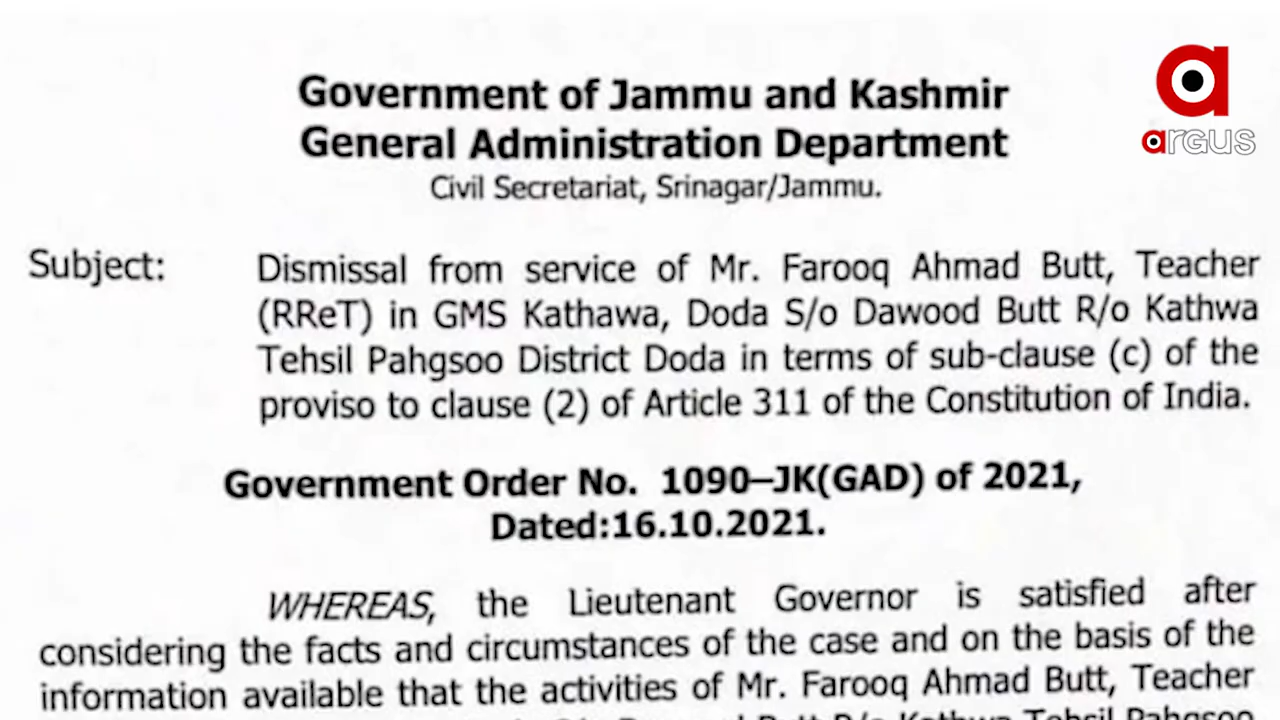 Government of Jammu and Kashmir
General Administration Department
Civil Secretariat, Srinagar/Jammu.
argus
Subject: Dismissal from service of Mr. Farooq Ahmad Butt, Teacher
(RReT) in GMS Kathawa, Doda S/o Dawood Butt R/o Kathwa
Tehsil Pahgsoo District Doda in terms of sub-clause (c) of the
proviso to clause (2) of Article 311 of the Constitution of India.
Government Order No. 1090–JK(GAD) of 2021,
Dated:16.10.2021.
WHEREAS, the Lieutenant Governor is satisfied after
considering the facts and circumstances of the case and on the basis of the
information available that the activities of Mr. Farooq Ahmad Butt, Teacher